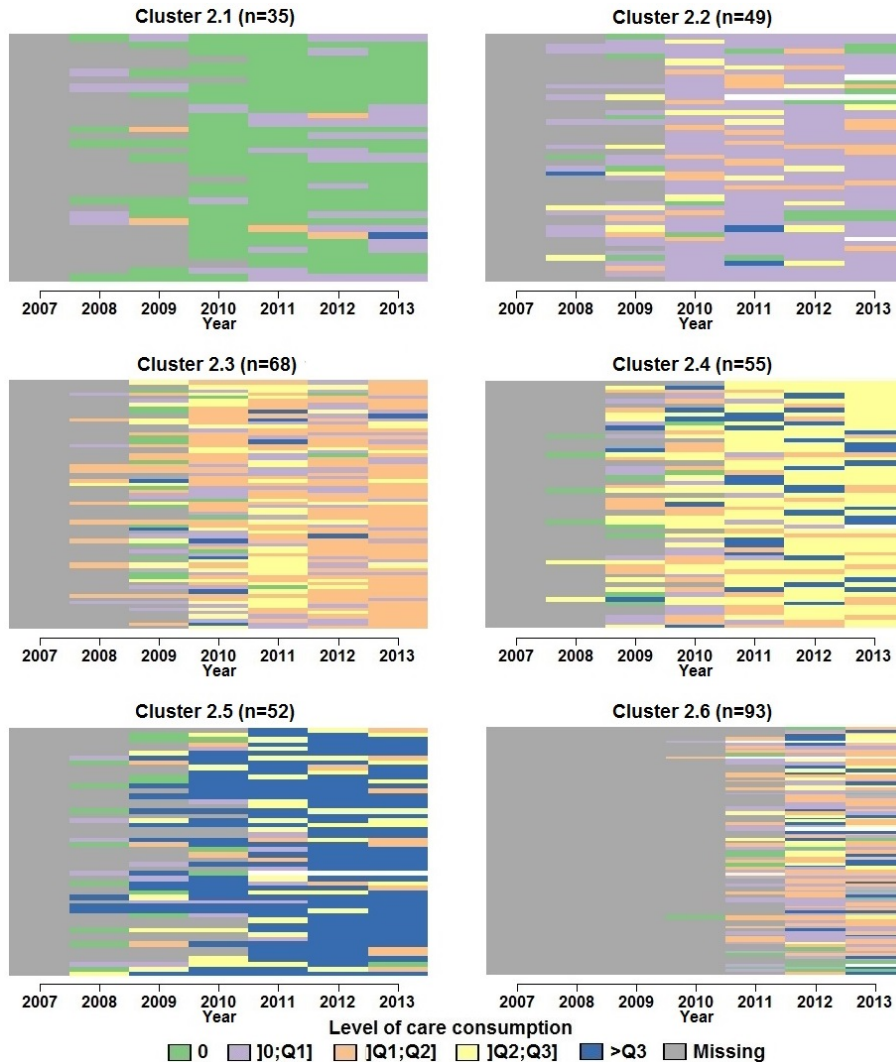 Cluster 2.1 (n=35)
Cluster 2.2 (n=49)
2007 2008 2009 2010 2011 2012 2013
Year
2007 2008 2009 2010 2011 2012 2013
Year
Cluster 2.3 (n=68)
Cluster 2.4 (n=55)
2007 2008 2009 2010 2011 2012 2013
Year
2007 2008 2009 2010 2011 2012 2013
Year
Cluster 2.5 (n=52)
Cluster 2.6 (n=93)
2007 2008 2009 2010 2011 2012 2013
Year
2007 2008 2009 2010 2011 2012 2013
Year
Level of care consumption
0 ]0;Q1] ]Q1;Q2] ]Q2;Q3] >Q3 Missing